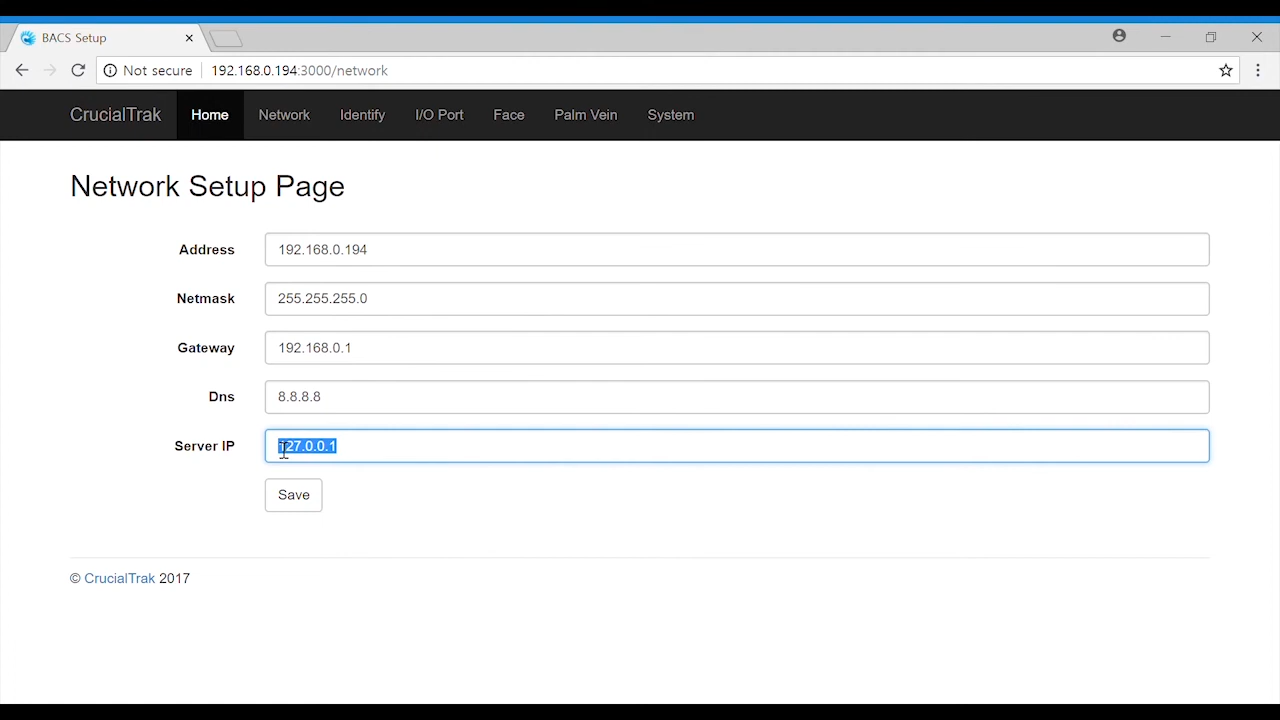 BACS Setup
Not secure 192.168.0.194:3000/network
CrucialTrak Home Network Identify I/O Port Face Palm Vein System
Network Setup Page
Address 192.168.0.194
Netmask 255.255.255.0
Gateway 192.168.0.1
Dns 8.8.8.8
Server IP 127.0.0.1
Save
© CrucialTrak 2017